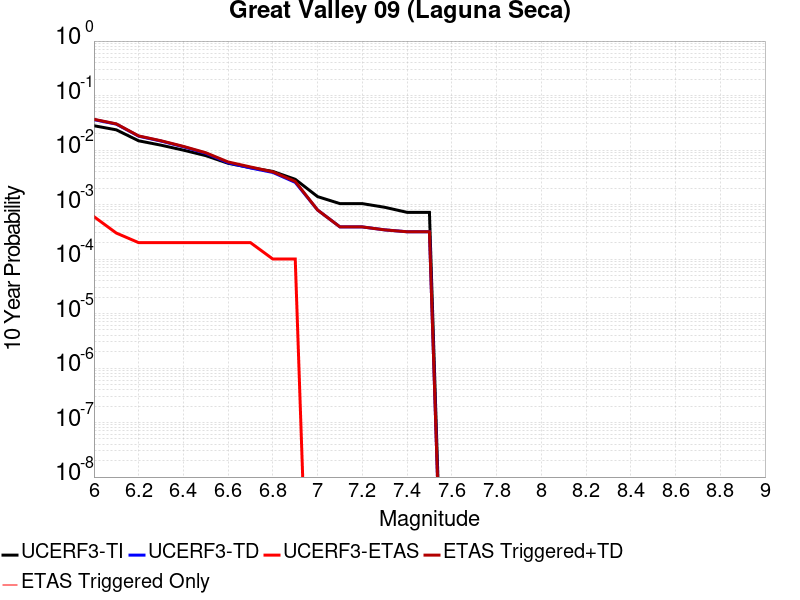 Great Valley 09 (Laguna Seca)
10^0
10^-1
10^-2
10^-3
10^-4
10^-5
10^-6
10^-7
10^-8
10 Year Probability
6 6.2 6.4 6.6 6.8 7 7.2 7.4 7.6 7.8 8 8.2 8.4 8.6 8.8 9
Magnitude
UCERF3-TI UCERF3-TD UCERF3-ETAS ETAS Triggered+TD
ETAS Triggered Only